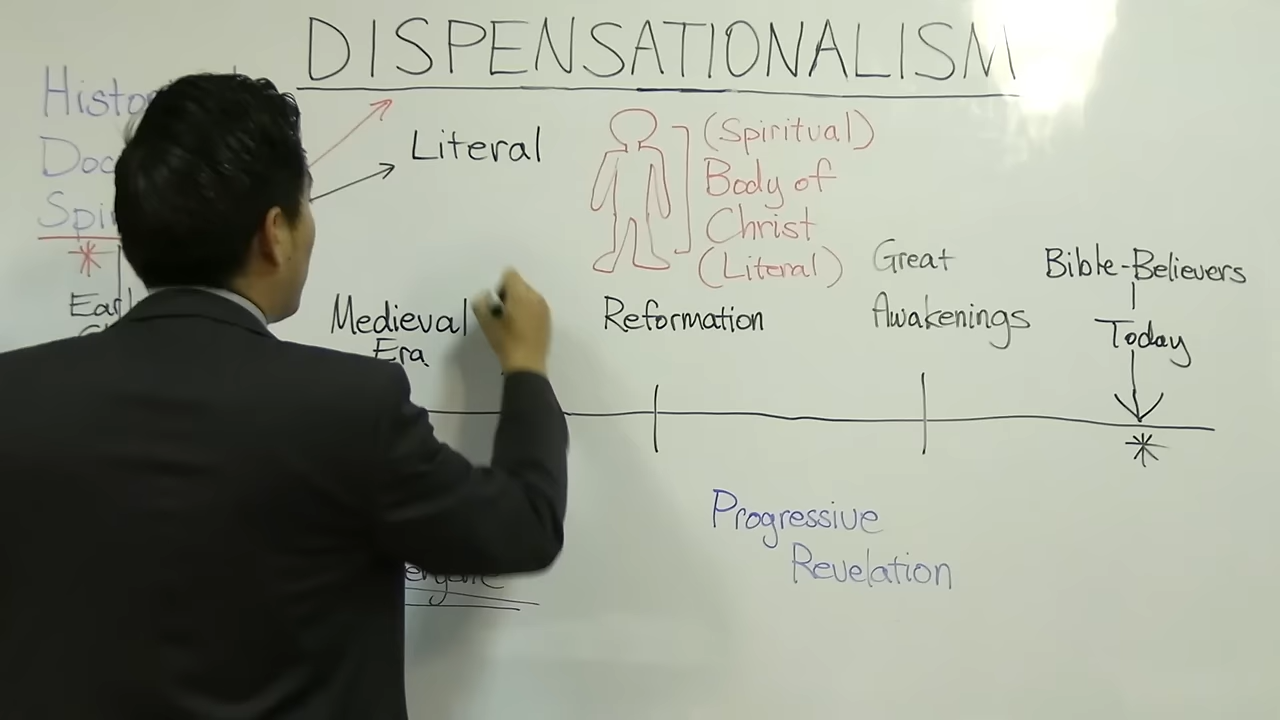 DISPENSATIONALISM
Literal
(Spiritual)
Body of
Christ
(Literal)
Great
Awakenings
Bible-Believers
Today
Medieval
Era
Reformation
Progressive
Revelation